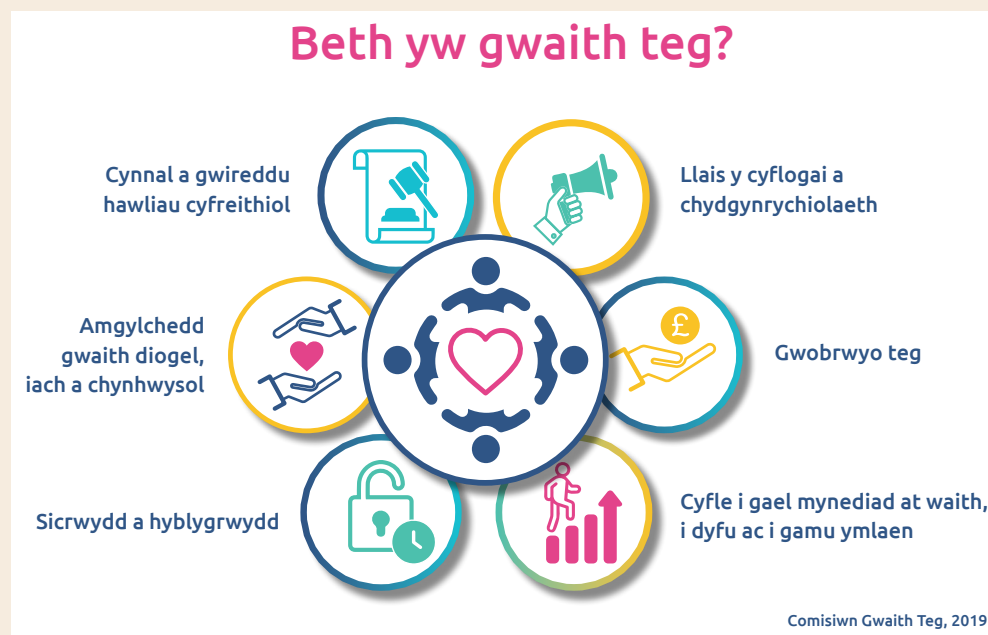 Beth yw gwaith teg?
Cynnal a gwireddu
hawliau cyfreithiol
Llais y cyflogai a
chydgynrychiolaeth
Amgylchedd
gwaith diogel,
iach a chynhwysol
£
Gwobrwyo teg
Sicrwydd a hyblygrwydd
Cyfle i gael mynediad at waith,
i dyfu ac i gamu ymlaen
Comisiwn Gwaith Teg, 2019